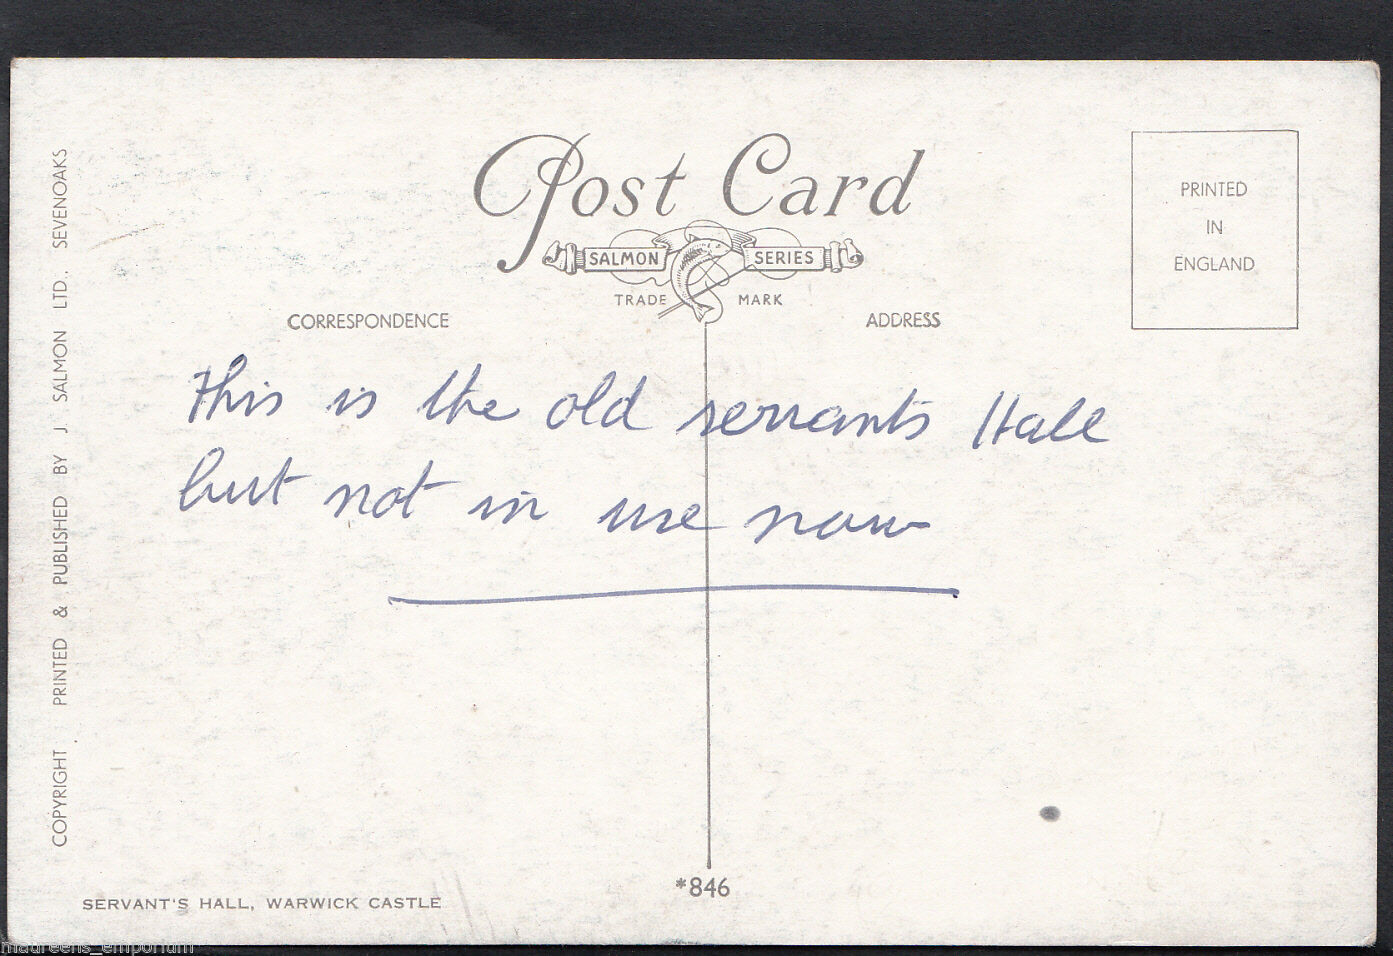 Post Card
SALMON SERIES
TRADE MARK
CORRESPONDENCE
ADDRESS
PRINTED
IN
ENGLAND
This is the old servants Hall
but not in use now
COPYRIGHT PRINTED & PUBLISHED BY J SALMON LTD., SEVENOAKS
*846
SERVANT'S HALL, WARWICK CASTLE
maureens_emporium